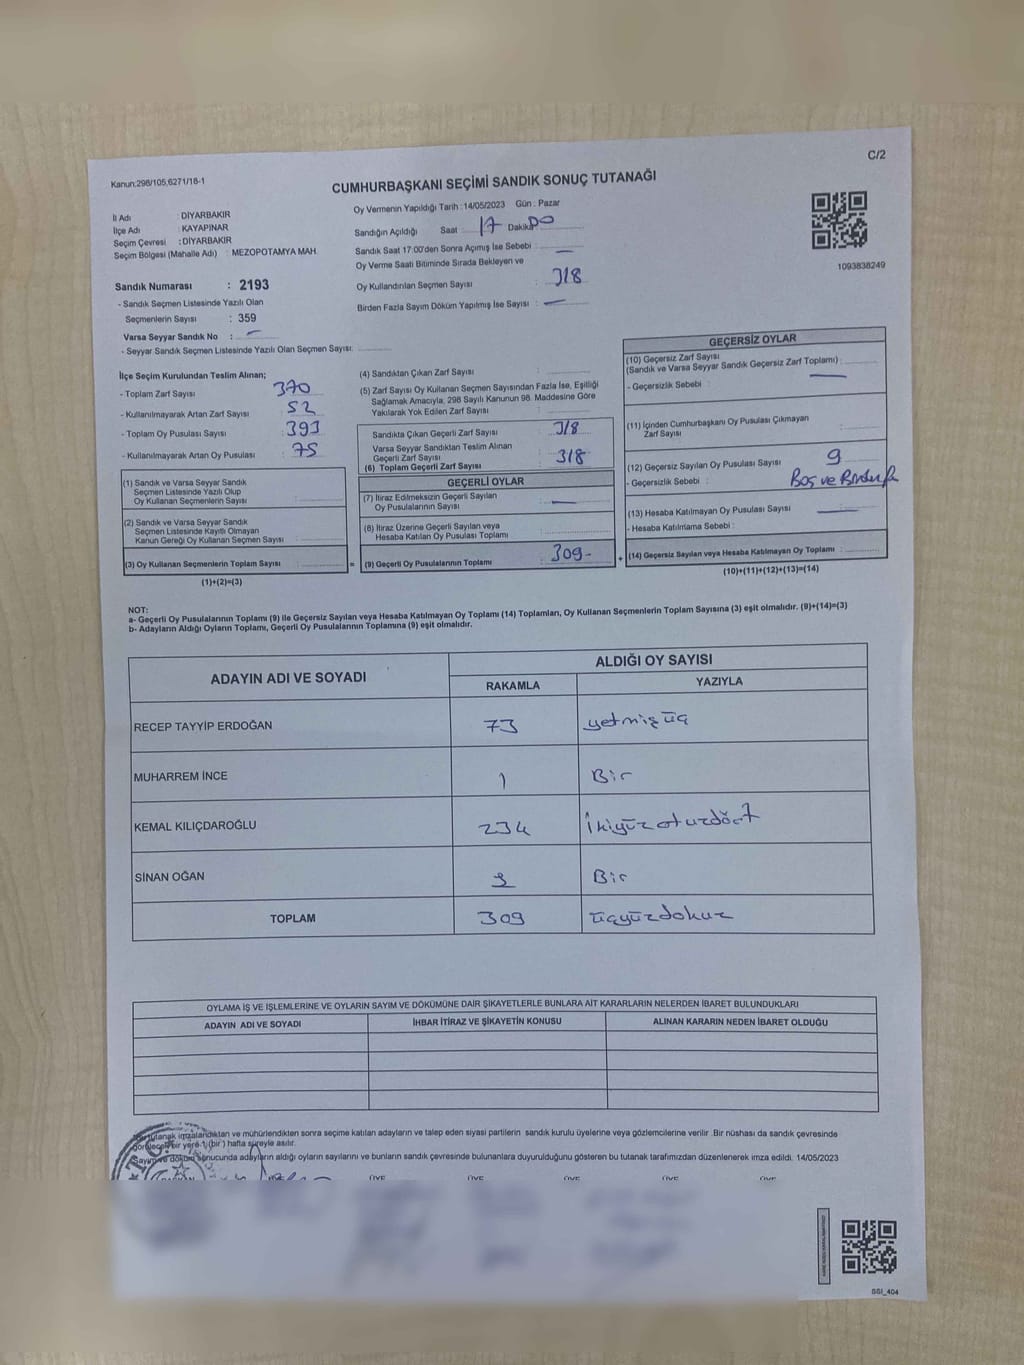 C/2
Kanun:298/105,6271/16-1
CUMHURBAŞKANI SEÇİMİ SANDIK SONUÇ TUTANAĞI
İl Adı : DİYARBAKIR
İlçe Adı : KAYAPINAR
Seçim Çevresi : DİYARBAKIR
Seçim Bölgesi (Mahalle Adı) : MEZOPOTAMYA MAH.
Oy Vermenin Yapıldığı Tarih :14/05/2023 Gün : Pazar
Sandığın Açıldığı Saat 17 Dakika 00
Sandık Saat 17:00'den Sonra Açımış İse Sebebi : —
Oy Verme Saati Bitiminde Sırada Bekleyen ve
Oy Kullandırılan Seçmen Sayısı : 318
Birden Fazla Sayım Döküm Yapılmış İse Sayısı : —
1093838249
Sandık Numarası : 2193
- Sandık Seçmen Listesinde Yazılı Olan
Seçmenlerin Sayısı : 359
Varsa Seyyar Sandık No : —
- Seyyar Sandık Seçmen Listesinde Yazılı Olan Seçmen Sayısı:
İlçe Seçim Kurulundan Teslim Alınan;
- Toplam Zarf Sayısı : 370
- Kullanılmayarak Artan Zarf Sayısı : 52
- Toplam Oy Pusulası Sayısı : 393
- Kullanılmayarak Artan Oy Pusulası : 75
(1) Sandık ve Varsa Seyyar Sandık
Seçmen Listesinde Yazılı Olup
Oy Kullanan Seçmenlerin Sayısı :
(2) Sandık ve Varsa Seyyar Sandık
Seçmen Listesinde Kayıtlı Olmayan
Kanun Gereği Oy Kullanan Seçmen Sayısı :
(3) Oy Kullanan Seçmenlerin Toplam Sayısı :
(1)+(2)=(3)
=
(4) Sandıktan Çıkan Zarf Sayısı :
(5) Zarf Sayısı Oy Kullanan Seçmen Sayısından Fazla İse, Eşitliği
Sağlamak Amacıyla, 298 Sayılı Kanunun 98. Maddesine Göre
Yakılarak Yok Edilen Zarf Sayısı :
Sandıkta Çıkan Geçerli Zarf Sayısı : 318
Varsa Seyyar Sandıktan Teslim Alınan
Geçerli Zarf Sayısı :
(6) Toplam Geçerli Zarf Sayısı : 318
GEÇERLİ OYLAR
(7) İtiraz Edilmeksizin Geçerli Sayılan
Oy Pusulası Sayısı : —
(8) İtiraz Üzerine Geçerli Sayılan veya
Hesaba Katılan Oy Pusulası Toplamı :
(9) Geçerli Oy Pusulalarının Toplamı : 309-
+
GEÇERSİZ OYLAR
(10) Geçersiz Zarf Sayısı
(Sandık ve Varsa Seyyar Sandık Geçersiz Zarf Toplamı) :
- Geçersizlik Sebebi : —
(11) İçinden Cumhurbaşkanı Oy Pusulası Çıkmayan
Zarf Sayısı :
(12) Geçersiz Sayılan Oy Pusulası Sayısı : 9
- Geçersizlik Sebebi : Boş ve
(13) Hesaba Katılmayan Oy Pusulası Sayısı : —
- Hesaba Katılmama Sebebi :
(14) Geçersiz Sayılan veya Hesaba Katılmayan Oy Toplamı :
(10)+(11)+(12)+(13)=(14)
NOT:
a- Geçerli Oy Pusulalarının Toplamı (9) ile Geçersiz Sayılan veya Hesaba Katılmayan Oy Toplamı (14) Toplamları, Oy Kullanan Seçmenlerin Toplam Sayısına (3) eşit olmalıdır. (9)+(14)=(3)
b- Adayların Aldığı Oyların Toplamı, Geçerli Oy Pusulalarının Toplamına (9) eşit olmalıdır.
ADAYIN ADI VE SOYADI ALDIĞI OY SAYISI
RAKAMLA YAZIYLA
RECEP TAYYİP ERDOĞAN 73 yetmişüç
MUHARREM İNCE 1 Bir
KEMAL KILIÇDAROĞLU 234 İkiyüzotuzdört
SİNAN OĞAN Bir
TOPLAM 309 üçyüzdokuz
OYLAMA İŞ VE İŞLEMLERİNE VE OYLARIN SAYIM VE DÖKÜMÜNE DAİR ŞİKAYETLERLE BUNLARA AİT KARARLARIN NELERDEN İBARET BULUNDUKLARI
ADAYIN ADI VE SOYADI İHBAR İTİRAZ VE ŞİKAYETİN KONUSU ALINAN KARARIN NEDEN İBARET OLDUĞU
tutanak imzalandıktan ve mühürlendikten sonra seçime katılan adayların ve talep eden siyasi partilerin sandık kurulu üyelerine veya gözlemcilerine verilir. Bir nüshası da sandık çevresinde
görülecek bir yere 1 (bir) hafta süreyle asılır.
Sayım ve döküm sonucunda adayların aldığı oyların sayılarını ve bunların sandık çevresinde bulunanlara duyurulduğunu gösteren bu tutanak tarafımızdan düzenlenerek imza edildi. 14/05/2023
ÜYE ÜYE ÜYE ÜYE ÜYE
SSI_404